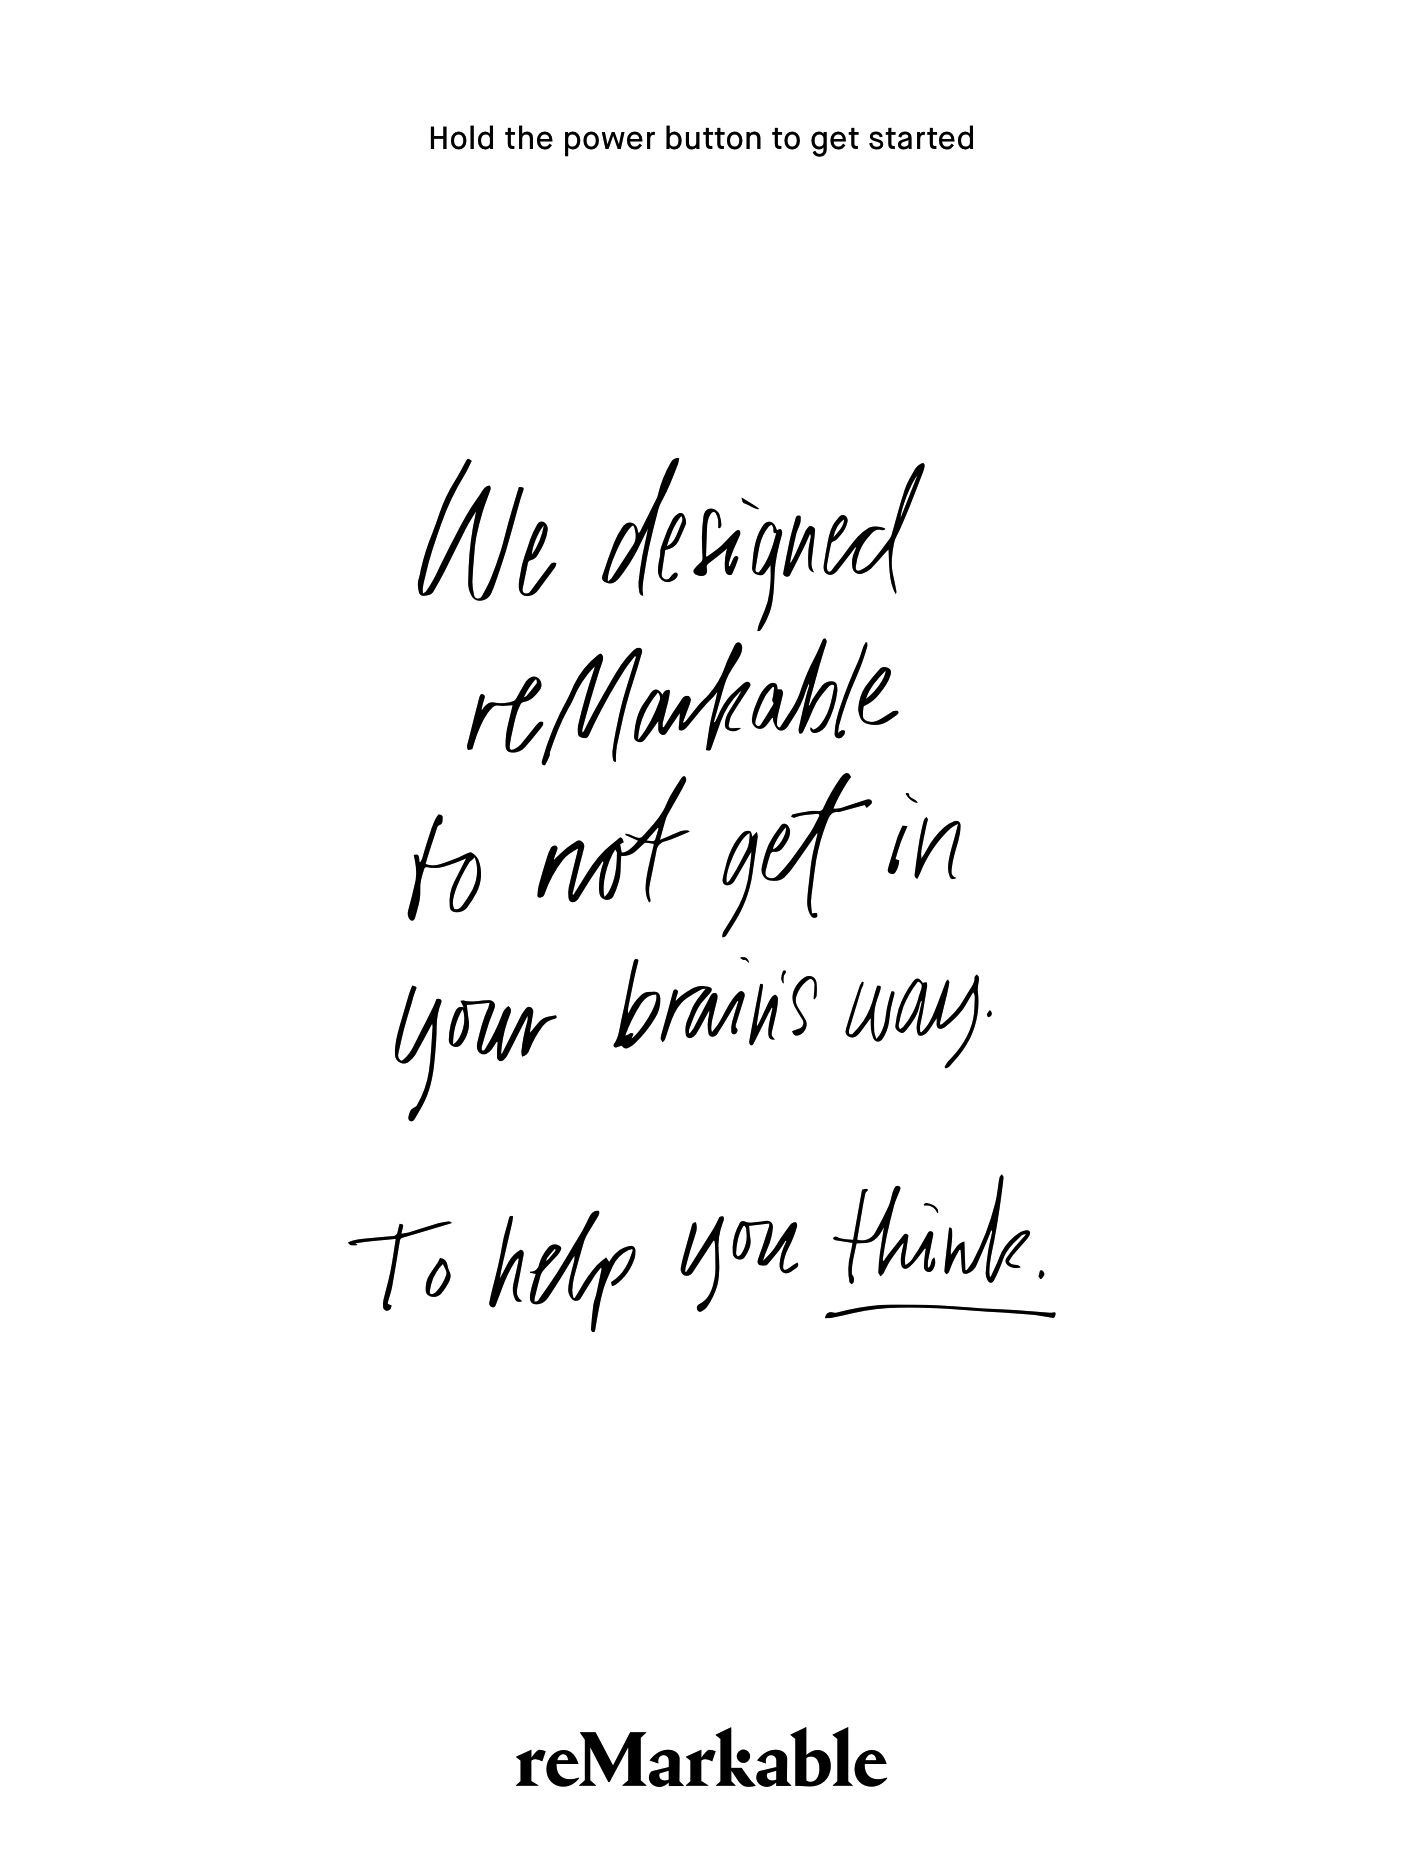 Hold the power button to get started
We designed
reMarkable
to not get in
your brain's way.
To help you think.
reMarkable